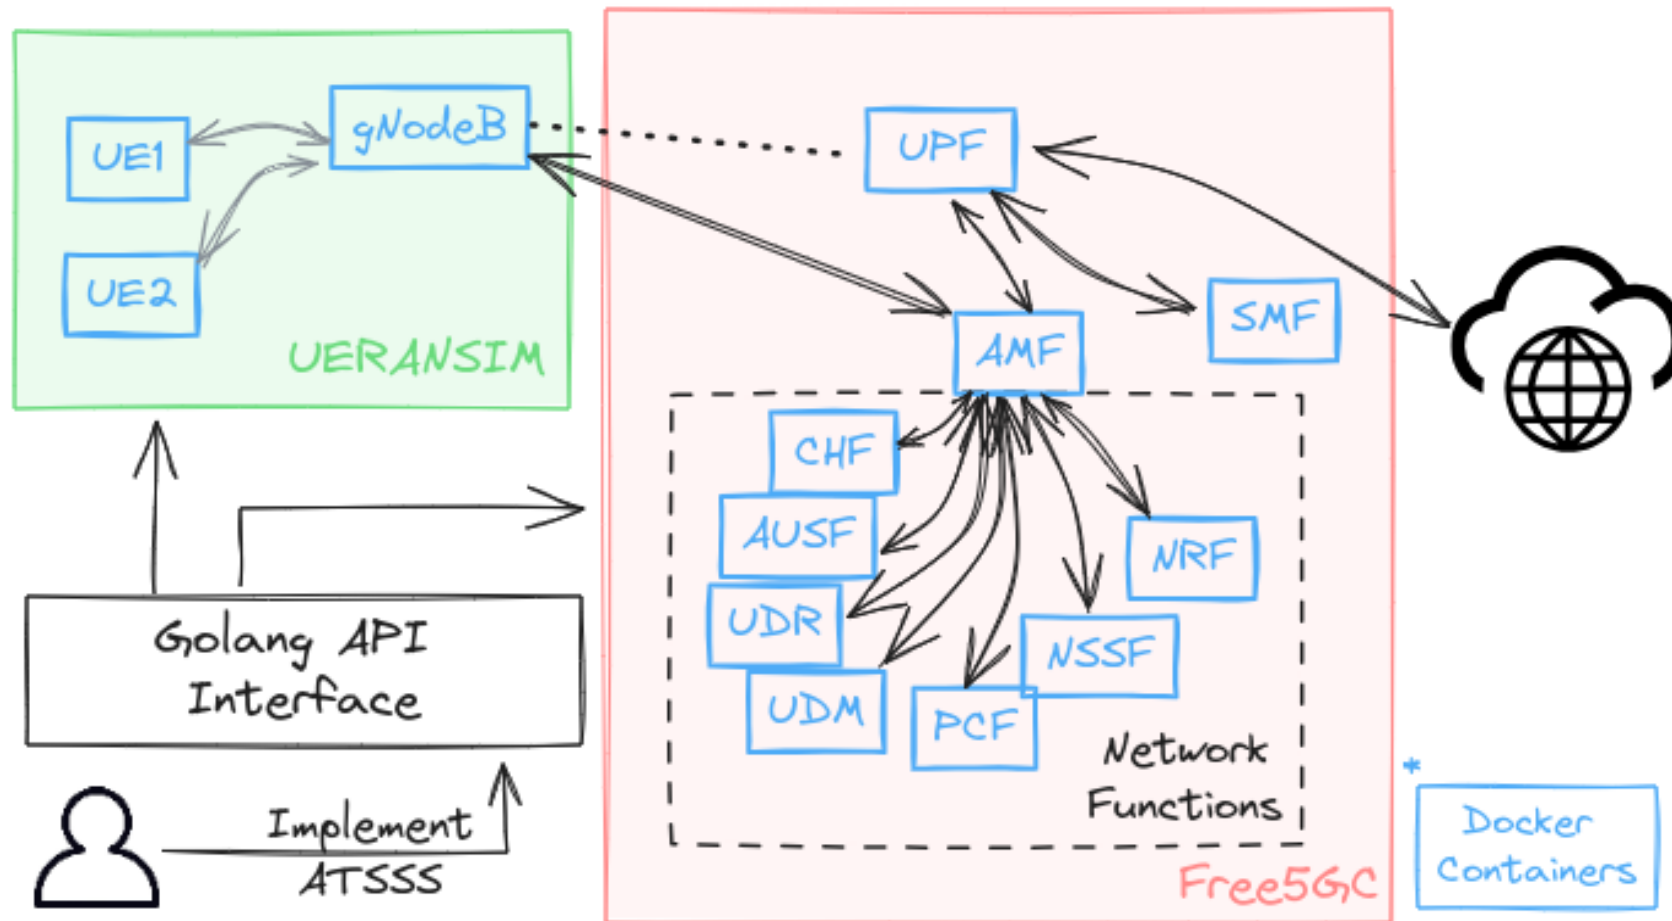 UE1
gNodeB
UE2
UERANSIM
UPF
SMF
AMF
CHF
AUSF
UDR
UDM
PCF
NSSF
NRF
Network
Functions
Free5GC
Golang API
Interface
Implement
ATSSS
*
Docker
Containers